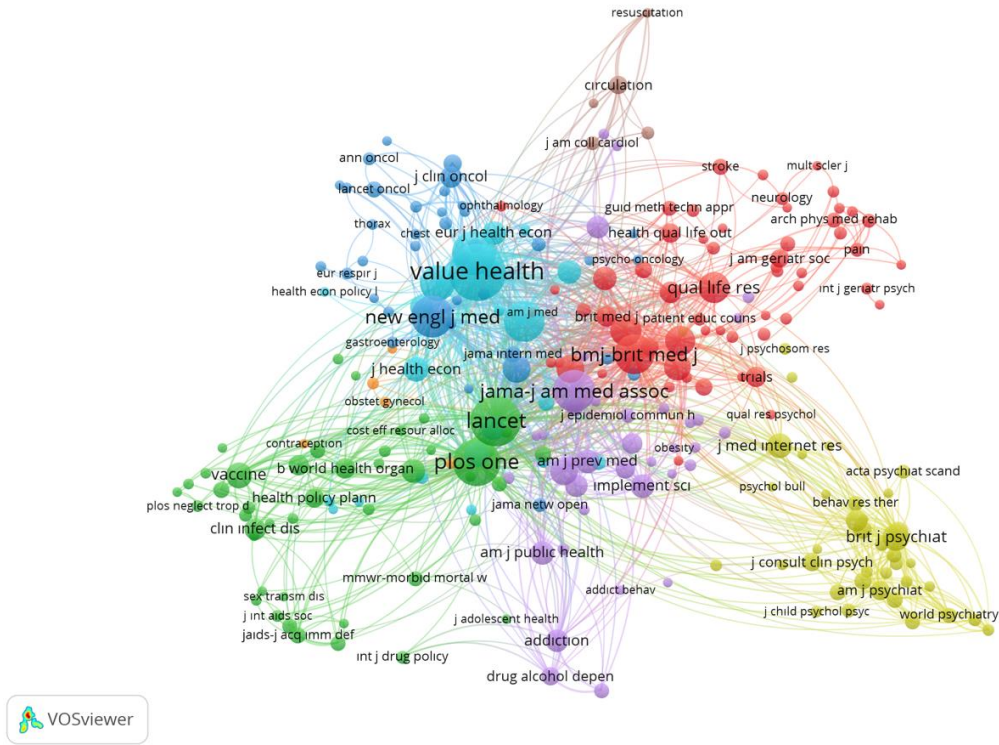 resuscitation
circulation
j am coll cardiol
ann oncol
stroke
mult scler j
j clin oncol
lancet oncol
neurology
ophthalmology
guid meth techn appr
arch phys med rehab
thorax
chest
eur j health econ
health qual life out
pain
psycho-oncology
j am geriatr soc
eur respir j
value health
health econ policy l
qual life res
int j geriatr psych
new engl j med
am j med
brit med j
patient educ couns
gastroenterology
jama intern med
bmj-brit med j
j psychosom res
j health econ
trials
jama-j am med assoc
obstet gynecol
lancet
j epidemiol commun h
qual res psychol
cost eff resour alloc
contraception
obesity
j med internet res
plos one
am j prev med
b world health organ
vaccine
acta psychiat scand
implement sci
psychol bull
health policy plann
plos neglect trop d
jama netw open
behav res ther
clin infect dis
brit j psychiat
am j public health
j consult clin psych
mmwr-morbid mortal w
addict behav
am j psychiat
sex transm dis
j child psychol psyc
world psychiatry
j int aids soc
j adolescent health
jaids-j acq imm def
addiction
int j drug policy
drug alcohol depen
VOSviewer